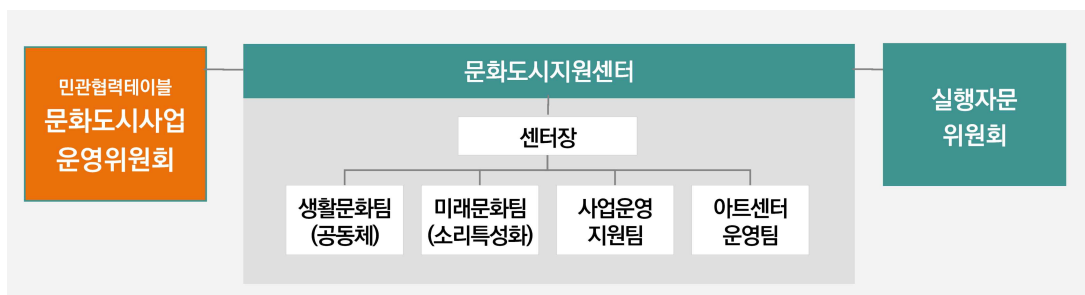 민관협력테이블
문화도시사업
운영위원회
문화도시지원센터
실행자문
위원회
센터장
생활문화팀
(공동체)
미래문화팀
(소리특성화)
사업운영
지원팀
아트센터
운영팀